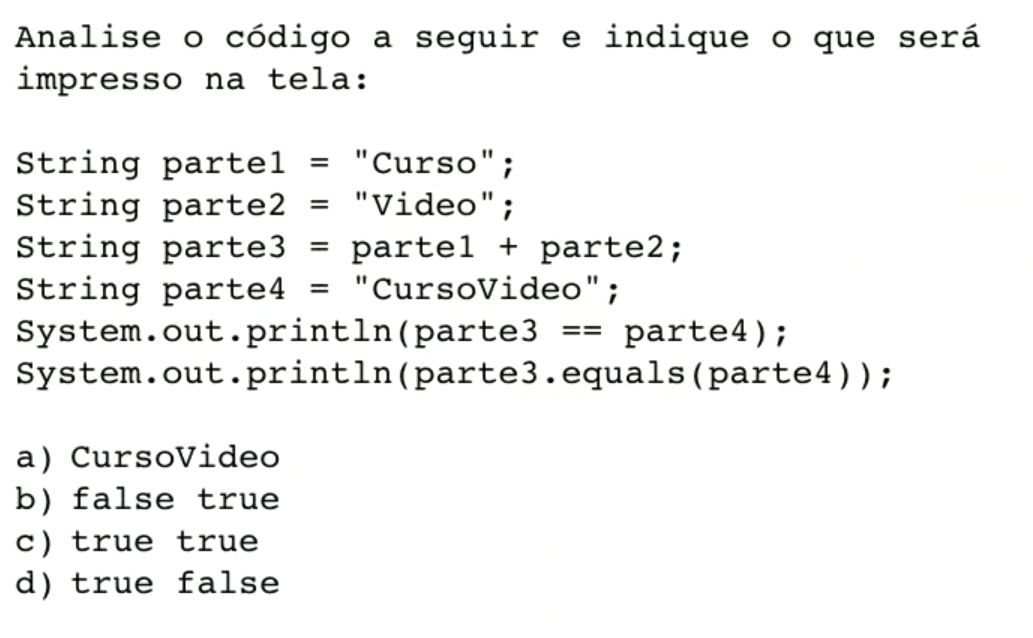 Analise o código a seguir e indique o que será
impresso na tela:
String parte1 = "Curso";
String parte2 = "Video";
String parte3 = parte1 + parte2;
String parte4 = "CursoVideo";
System.out.println(parte3 == parte4);
System.out.println(parte3.equals(parte4));
a) CursoVideo
b) false true
c) true true
d) true false